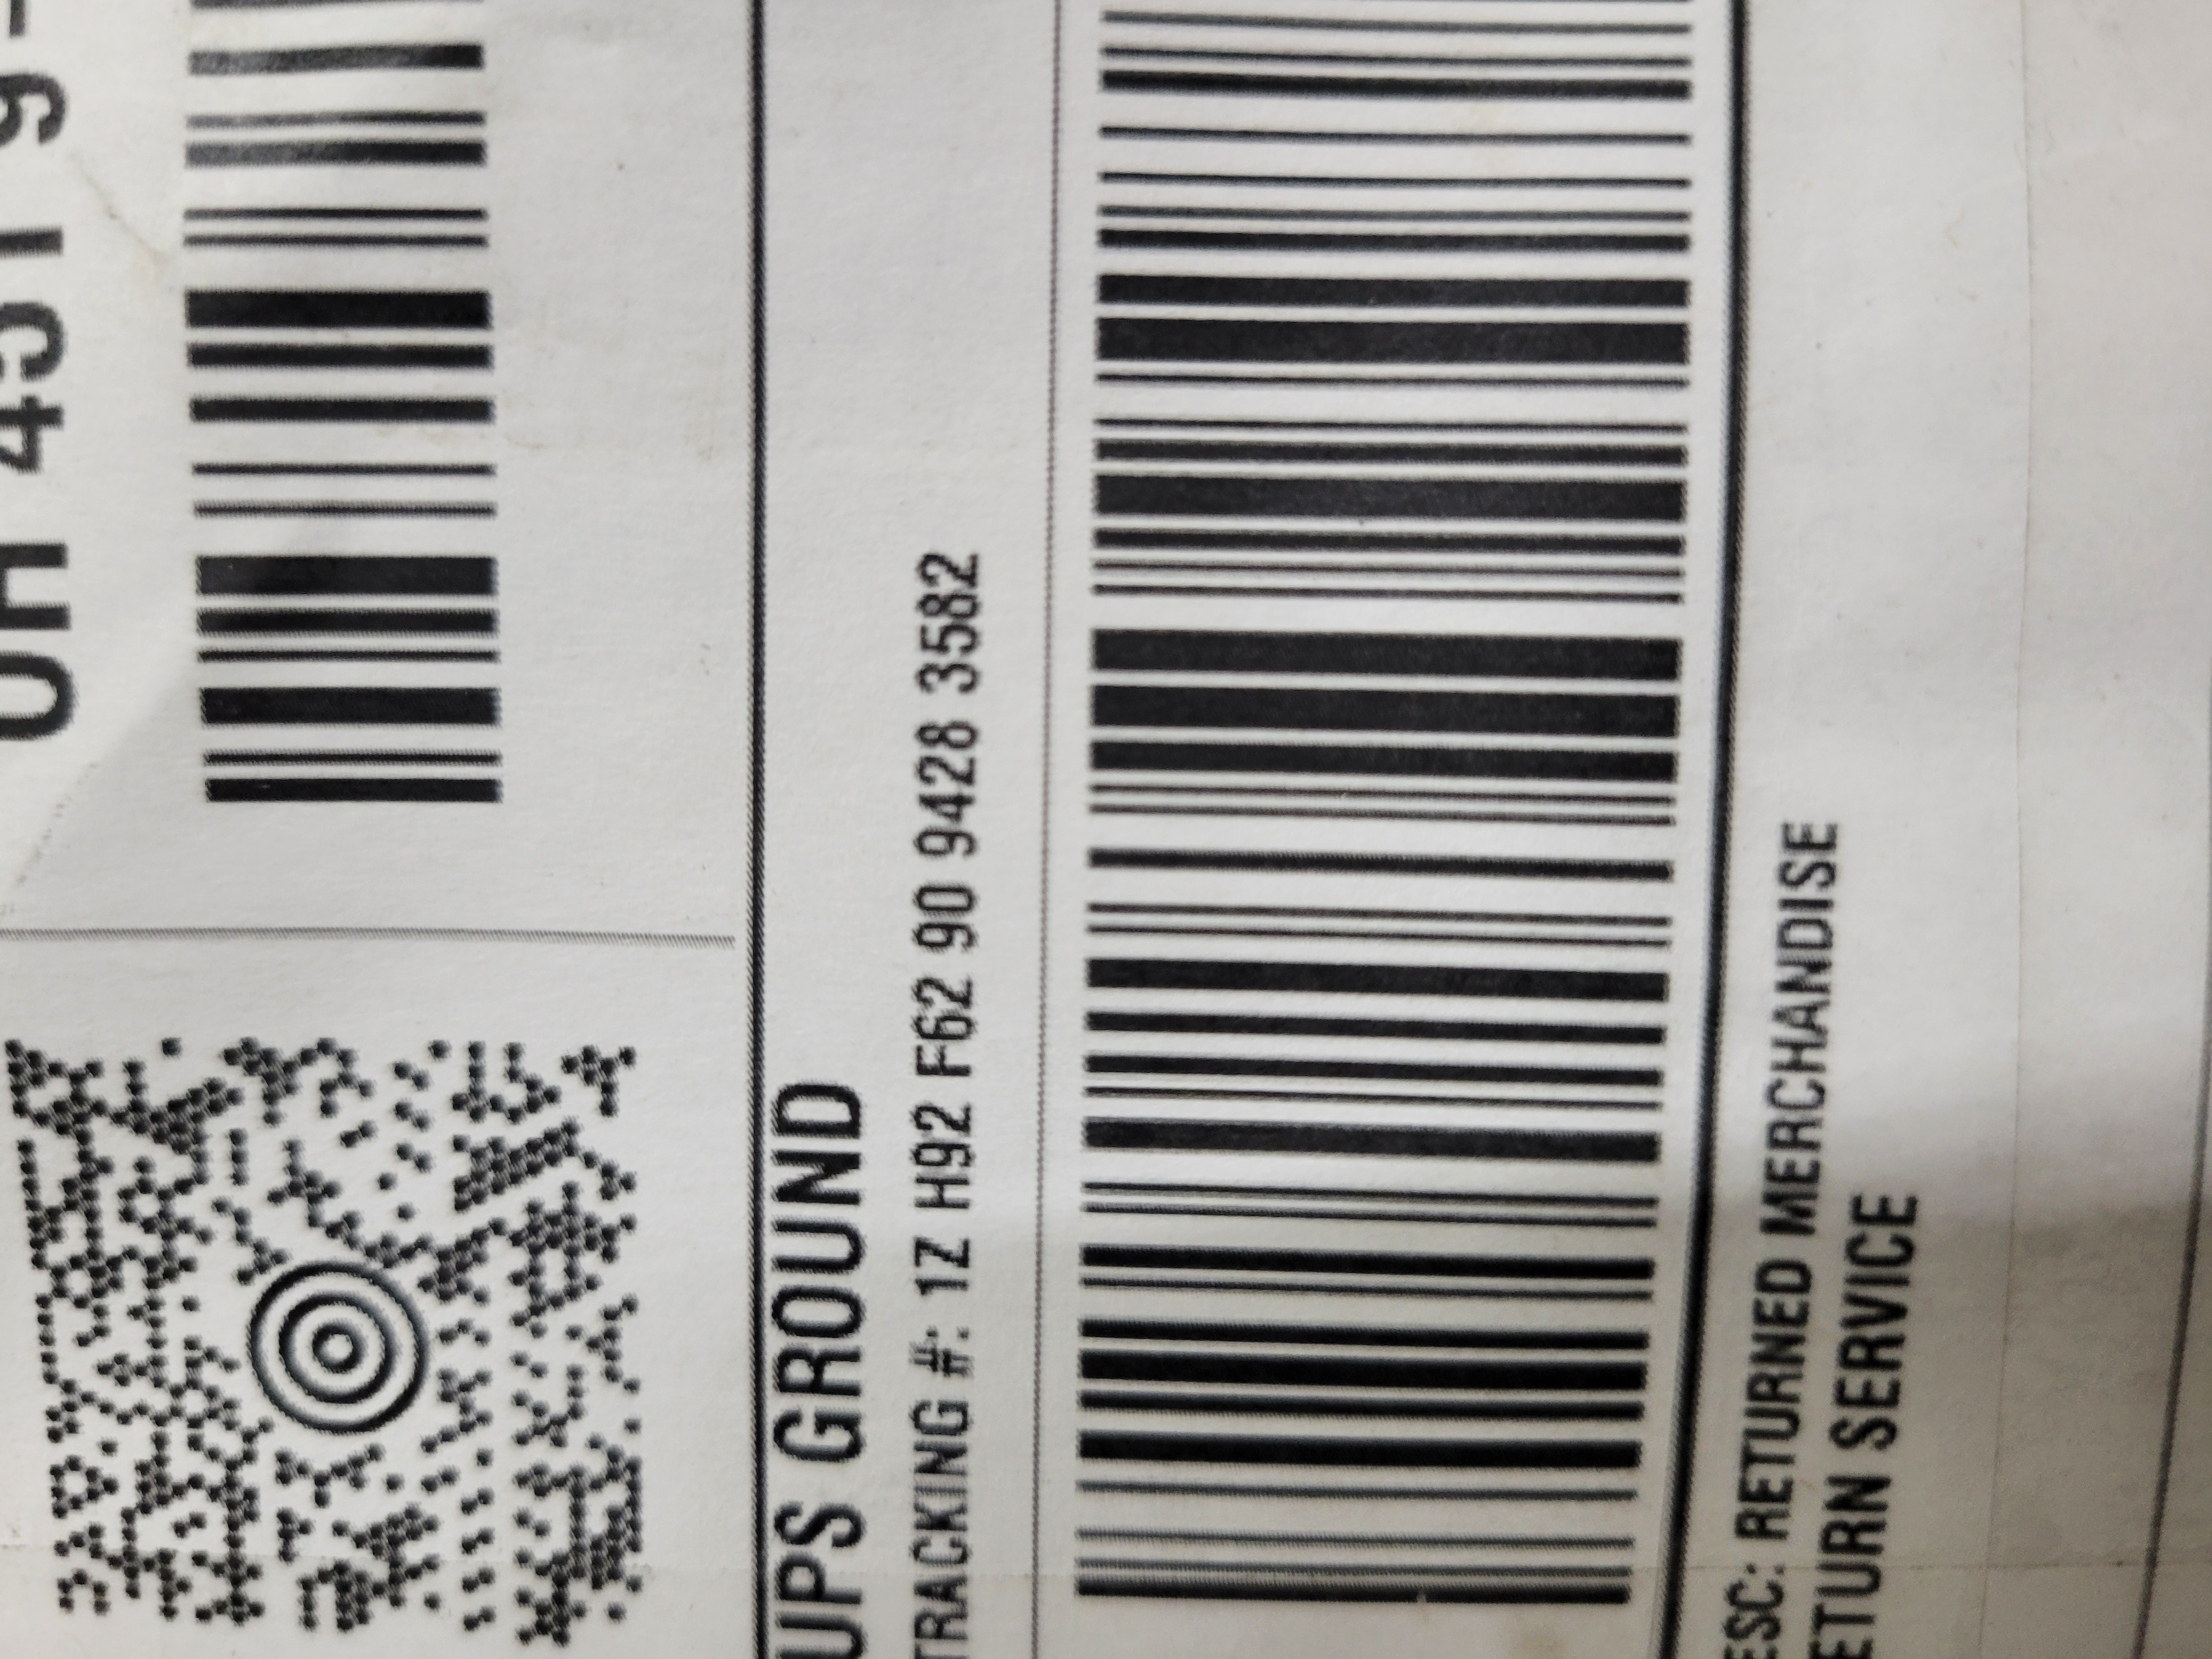 OH 451 9-
UPS GROUND
TRACKING #: 1Z H92 F62 90 9428 3582
ESC: RETURNED MERCHANDISE
ETURN SERVICE